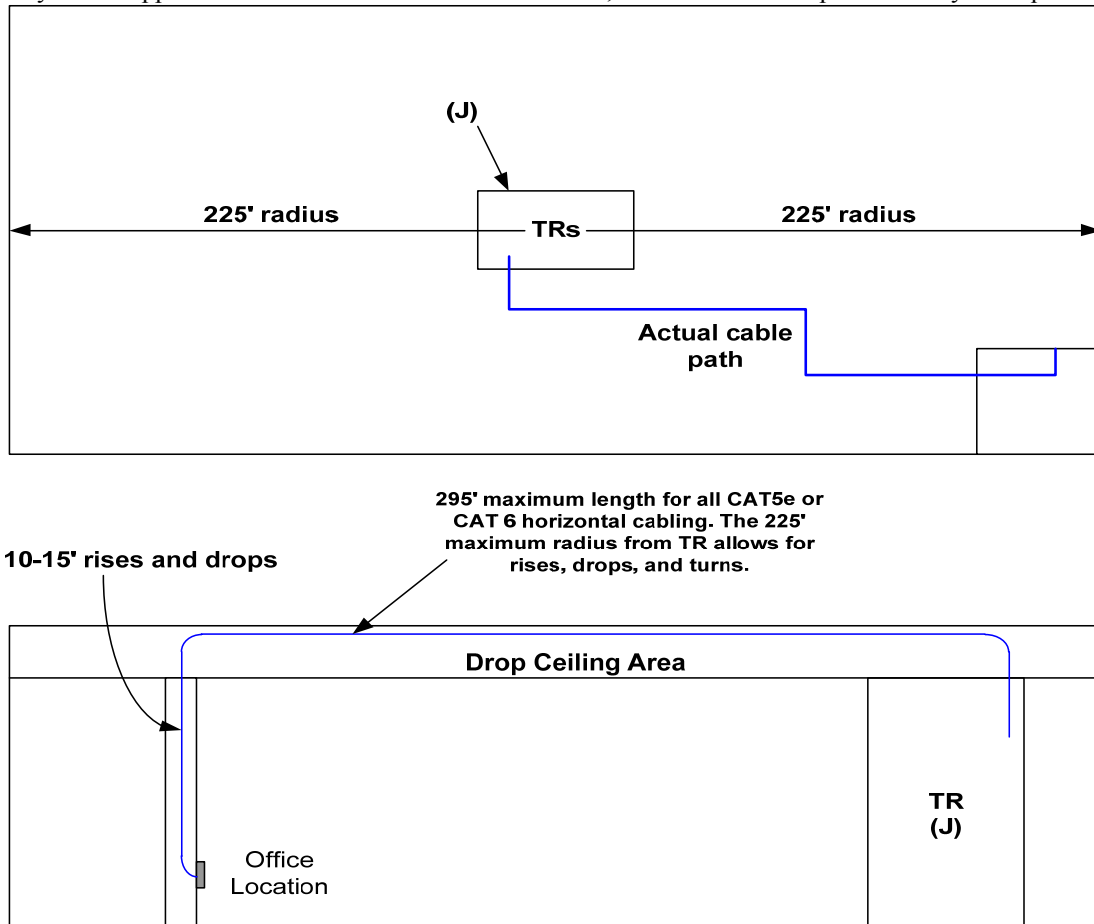 (J)
225' radius
TRs
225' radius
Actual cable
path
295' maximum length for all CAT5e or
CAT 6 horizontal cabling. The 225'
maximum radius from TR allows for
rises, drops, and turns.
10-15' rises and drops
Drop Ceiling Area
TR
(J)
Office
Location